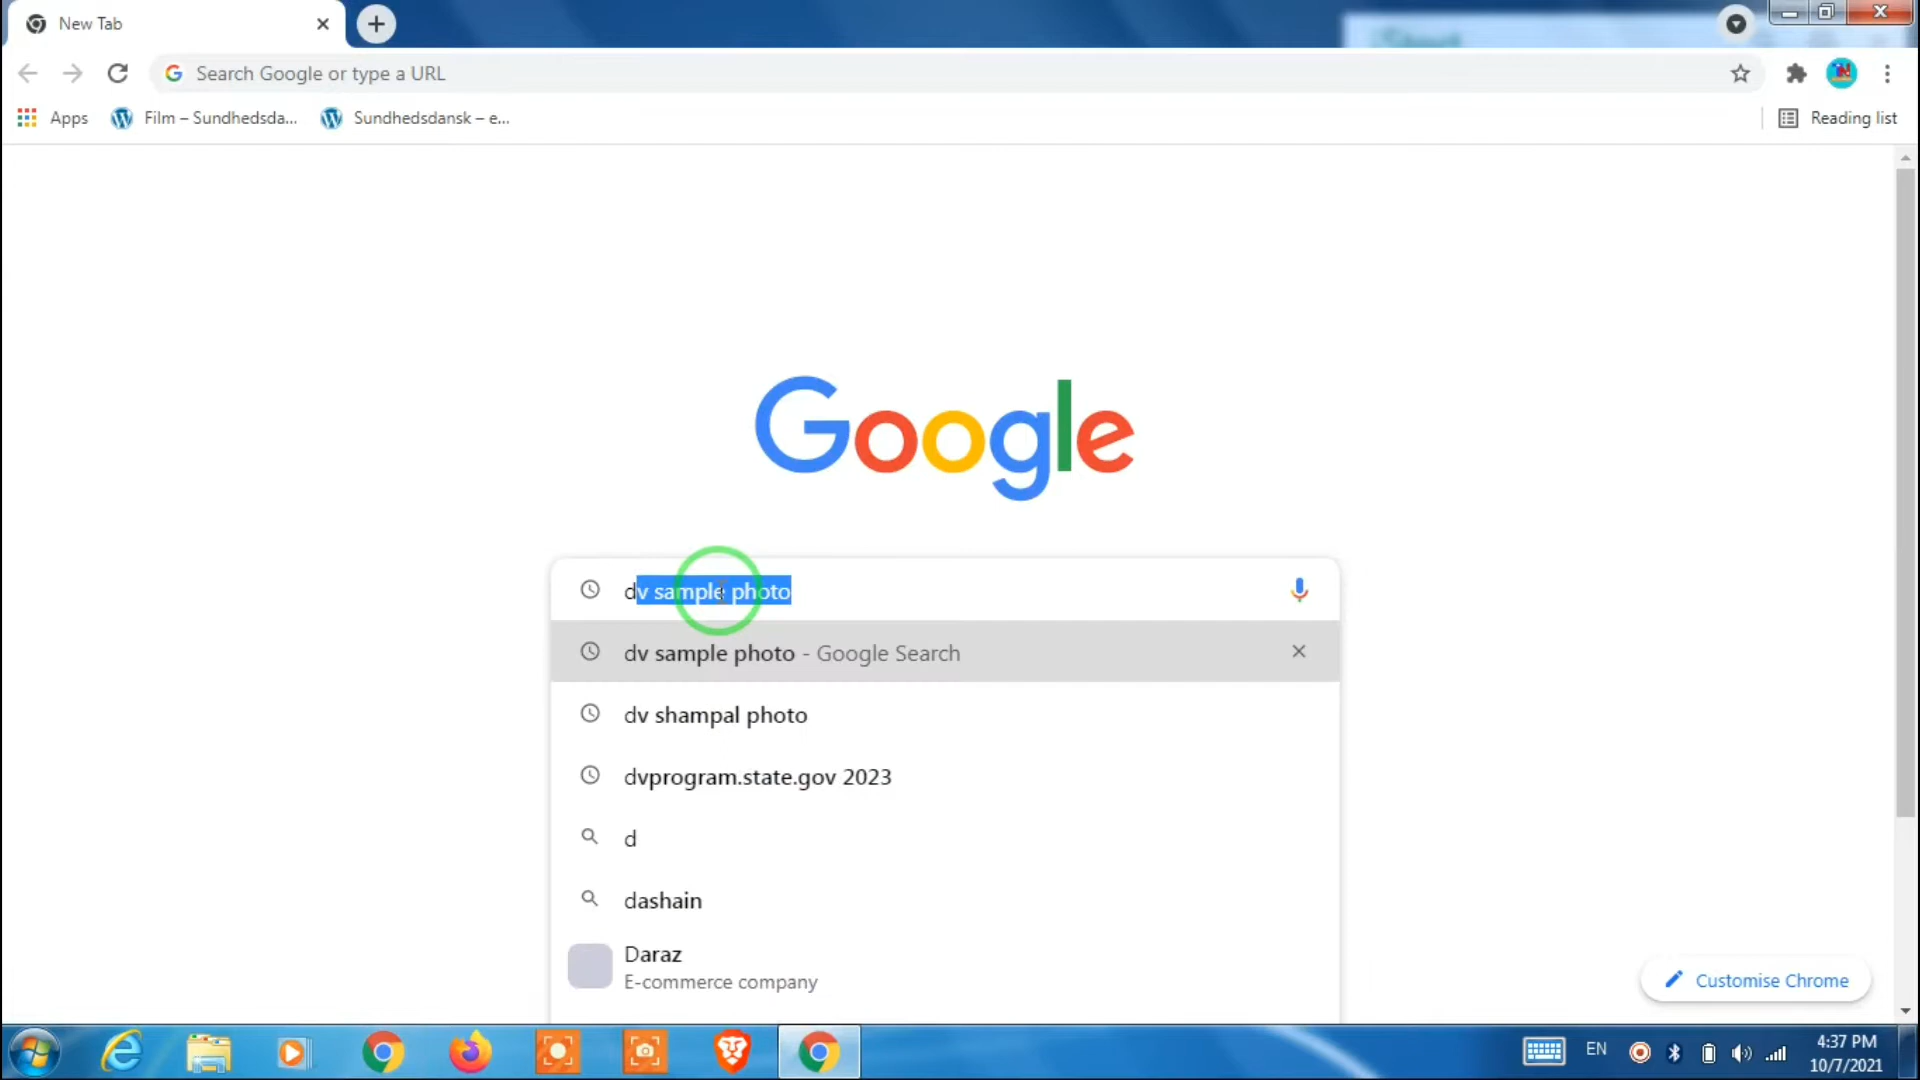 New Tab
Search Google or type a URL
Apps
Film – Sundhedsda...
Sundhedsdansk – e...
Reading list
Google
dv sample photo
dv sample photo - Google Search
dv shampal photo
dvprogram.state.gov 2023
d
dashain
Daraz
E-commerce company
Customise Chrome
EN
4:37 PM
10/7/2021